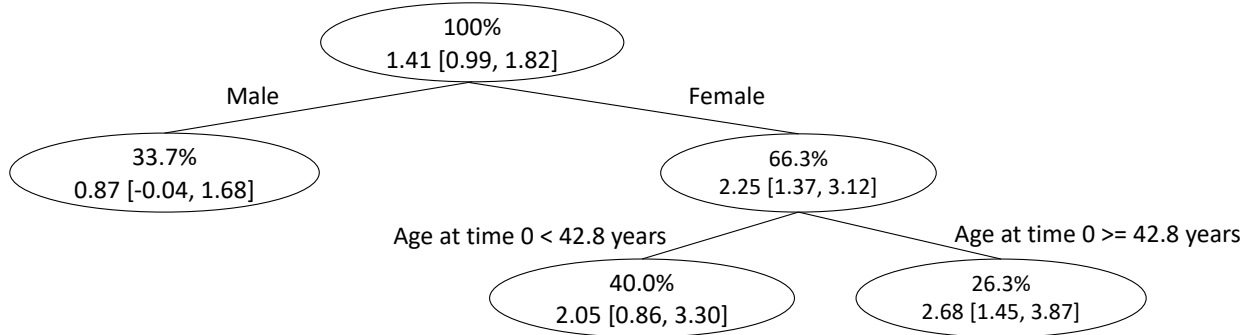 100%
1.41 [0.99, 1.82]
Male
Female
33.7%
0.87 [-0.04, 1.68]
66.3%
2.25 [1.37, 3.12]
Age at time 0 < 42.8 years
Age at time 0 >= 42.8 years
40.0%
2.05 [0.86, 3.30]
26.3%
2.68 [1.45, 3.87]